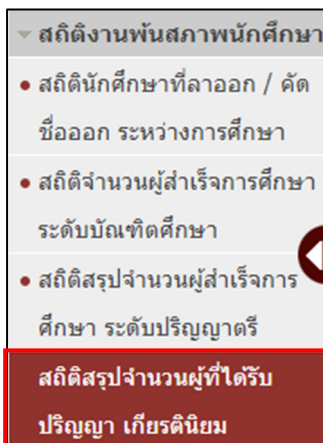 สถิติงานพ้นสภาพนักศึกษา
สถิตินักศึกษาที่ลาออก / คัด
ชื่อออก ระหว่างการศึกษา
สถิติจำนวนผู้สำเร็จการศึกษา
ระดับบัณฑิตศึกษา
สถิติสรุปจำนวนผู้สำเร็จการ
ศึกษา ระดับปริญญาตรี
สถิติสรุปจำนวนผู้ที่ได้รับ
ปริญญา เกียรตินิยม